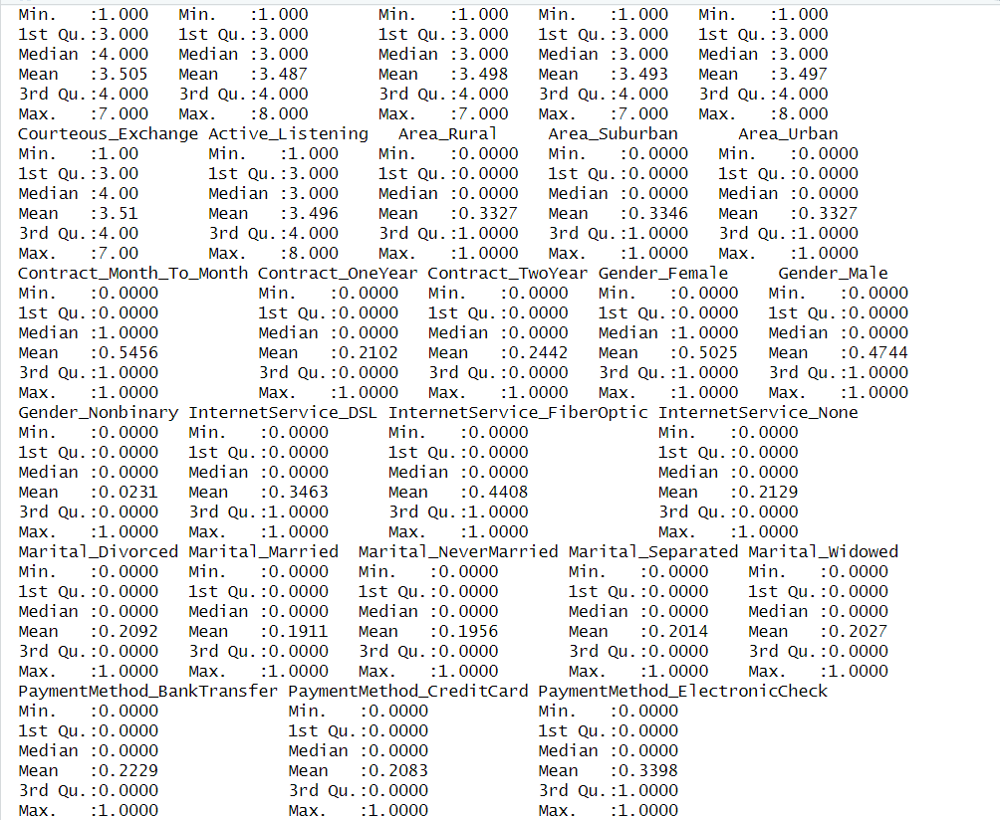 Min. :1.000 Min. :1.000 Min. :1.000 Min. :1.000 Min. :1.000
1st Qu.:3.000 1st Qu.:3.000 1st Qu.:3.000 1st Qu.:3.000 1st Qu.:3.000
Median :4.000 Median :3.000 Median :3.000 Median :3.000 Median :3.000
Mean :3.505 Mean :3.487 Mean :3.498 Mean :3.493 Mean :3.497
3rd Qu.:4.000 3rd Qu.:4.000 3rd Qu.:4.000 3rd Qu.:4.000 3rd Qu.:4.000
Max. :7.000 Max. :8.000 Max. :7.000 Max. :7.000 Max. :8.000
Courteous_Exchange Active_Listening Area_Rural Area_Suburban Area_Urban
Min. :1.00 Min. :1.000 Min. :0.0000 Min. :0.0000 Min. :0.0000
1st Qu.:3.00 1st Qu.:3.000 1st Qu.:0.0000 1st Qu.:0.0000 1st Qu.:0.0000
Median :4.00 Median :3.000 Median :0.0000 Median :0.0000 Median :0.0000
Mean :3.51 Mean :3.496 Mean :0.3327 Mean :0.3346 Mean :0.3327
3rd Qu.:4.00 3rd Qu.:4.000 3rd Qu.:1.0000 3rd Qu.:1.0000 3rd Qu.:1.0000
Max. :7.00 Max. :8.000 Max. :1.0000 Max. :1.0000 Max. :1.0000
Contract_Month_To_Month Contract_OneYear Contract_TwoYear Gender_Female Gender_Male
Min. :0.0000 Min. :0.0000 Min. :0.0000 Min. :0.0000 Min. :0.0000
1st Qu.:0.0000 1st Qu.:0.0000 1st Qu.:0.0000 1st Qu.:0.0000 1st Qu.:0.0000
Median :1.0000 Median :0.0000 Median :0.0000 Median :1.0000 Median :0.0000
Mean :0.5456 Mean :0.2102 Mean :0.2442 Mean :0.5025 Mean :0.4744
3rd Qu.:1.0000 3rd Qu.:0.0000 3rd Qu.:0.0000 3rd Qu.:1.0000 3rd Qu.:1.0000
Max. :1.0000 Max. :1.0000 Max. :1.0000 Max. :1.0000 Max. :1.0000
Gender_Nonbinary InternetService_DSL InternetService_FiberOptic InternetService_None
Min. :0.0000 Min. :0.0000 Min. :0.0000 Min. :0.0000
1st Qu.:0.0000 1st Qu.:0.0000 1st Qu.:0.0000 1st Qu.:0.0000
Median :0.0000 Median :0.0000 Median :0.0000 Median :0.0000
Mean :0.0231 Mean :0.3463 Mean :0.4408 Mean :0.2129
3rd Qu.:0.0000 3rd Qu.:1.0000 3rd Qu.:1.0000 3rd Qu.:0.0000
Max. :1.0000 Max. :1.0000 Max. :1.0000 Max. :1.0000
Marital_Divorced Marital_Married Marital_NeverMarried Marital_Separated Marital_Widowed
Min. :0.0000 Min. :0.0000 Min. :0.0000 Min. :0.0000 Min. :0.0000
1st Qu.:0.0000 1st Qu.:0.0000 1st Qu.:0.0000 1st Qu.:0.0000 1st Qu.:0.0000
Median :0.0000 Median :0.0000 Median :0.0000 Median :0.0000 Median :0.0000
Mean :0.2092 Mean :0.1911 Mean :0.1956 Mean :0.2014 Mean :0.2027
3rd Qu.:0.0000 3rd Qu.:0.0000 3rd Qu.:0.0000 3rd Qu.:0.0000 3rd Qu.:0.0000
Max. :1.0000 Max. :1.0000 Max. :1.0000 Max. :1.0000 Max. :1.0000
PaymentMethod_BankTransfer PaymentMethod_CreditCard PaymentMethod_ElectronicCheck
Min. :0.0000 Min. :0.0000 Min. :0.0000
1st Qu.:0.0000 1st Qu.:0.0000 1st Qu.:0.0000
Median :0.0000 Median :0.0000 Median :0.0000
Mean :0.2229 Mean :0.2083 Mean :0.3398
3rd Qu.:0.0000 3rd Qu.:0.0000 3rd Qu.:1.0000
Max. :1.0000 Max. :1.0000 Max. :1.0000